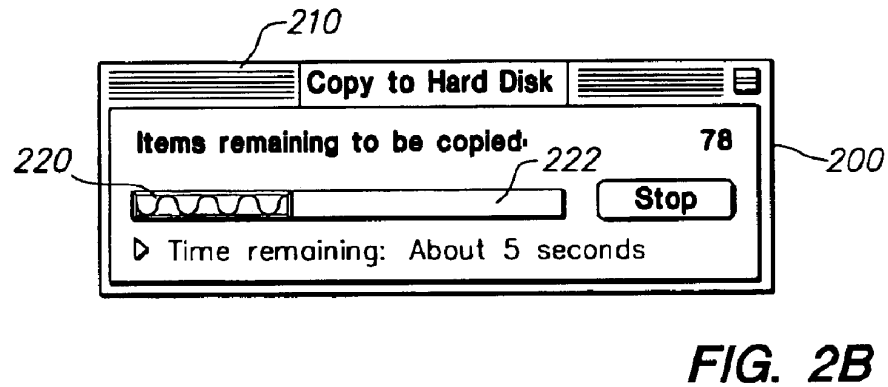 210
Copy to Hard Disk
Items remaining to be copied: 78
220 222 200
Stop
Time remaining: About 5 seconds
FIG. 2B